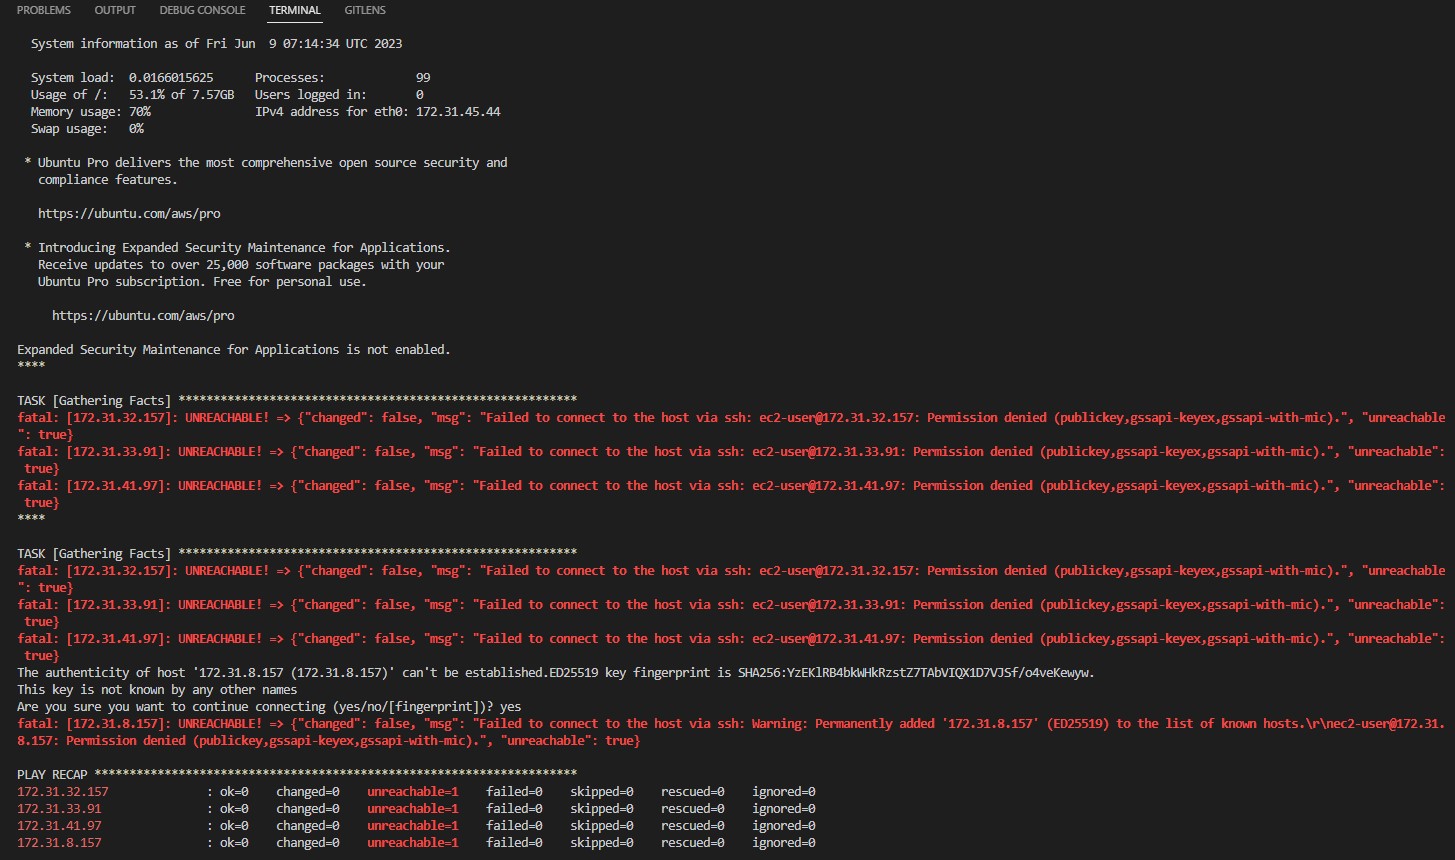 PROBLEMS OUTPUT DEBUG CONSOLE TERMINAL GITLENS
System information as of Fri Jun  9 07:14:34 UTC 2023
System load:  0.0166015625      Processes:             99
Usage of /:   53.1% of 7.57GB   Users logged in:       0
Memory usage: 70%               IPv4 address for eth0: 172.31.45.44
Swap usage:   0%
* Ubuntu Pro delivers the most comprehensive open source security and
compliance features.
https://ubuntu.com/aws/pro
* Introducing Expanded Security Maintenance for Applications.
Receive updates to over 25,000 software packages with your
Ubuntu Pro subscription. Free for personal use.
https://ubuntu.com/aws/pro
Expanded Security Maintenance for Applications is not enabled.
****
TASK [Gathering Facts] *********************************************************
fatal: [172.31.32.157]: UNREACHABLE! => {"changed": false, "msg": "Failed to connect to the host via ssh: ec2-user@172.31.32.157: Permission denied (publickey,gssapi-keyex,gssapi-with-mic).", "unreachable
": true}
fatal: [172.31.33.91]: UNREACHABLE! => {"changed": false, "msg": "Failed to connect to the host via ssh: ec2-user@172.31.33.91: Permission denied (publickey,gssapi-keyex,gssapi-with-mic).", "unreachable":
true}
fatal: [172.31.41.97]: UNREACHABLE! => {"changed": false, "msg": "Failed to connect to the host via ssh: ec2-user@172.31.41.97: Permission denied (publickey,gssapi-keyex,gssapi-with-mic).", "unreachable":
true}
****
TASK [Gathering Facts] *********************************************************
fatal: [172.31.32.157]: UNREACHABLE! => {"changed": false, "msg": "Failed to connect to the host via ssh: ec2-user@172.31.32.157: Permission denied (publickey,gssapi-keyex,gssapi-with-mic).", "unreachable
": true}
fatal: [172.31.33.91]: UNREACHABLE! => {"changed": false, "msg": "Failed to connect to the host via ssh: ec2-user@172.31.33.91: Permission denied (publickey,gssapi-keyex,gssapi-with-mic).", "unreachable":
true}
fatal: [172.31.41.97]: UNREACHABLE! => {"changed": false, "msg": "Failed to connect to the host via ssh: ec2-user@172.31.41.97: Permission denied (publickey,gssapi-keyex,gssapi-with-mic).", "unreachable":
true}
The authenticity of host '172.31.8.157 (172.31.8.157)' can't be established.ED25519 key fingerprint is SHA256:YzEKlRB4bkWHkRzstZ7TAbVIQX1D7VJSf/o4veKewyw.
This key is not known by any other names
Are you sure you want to continue connecting (yes/no/[fingerprint])? yes
fatal: [172.31.8.157]: UNREACHABLE! => {"changed": false, "msg": "Failed to connect to the host via ssh: Warning: Permanently added '172.31.8.157' (ED25519) to the list of known hosts.\r\nec2-user@172.31.
8.157: Permission denied (publickey,gssapi-keyex,gssapi-with-mic).", "unreachable": true}
PLAY RECAP *********************************************************************
172.31.32.157              : ok=0    changed=0    unreachable=1    failed=0    skipped=0    rescued=0    ignored=0
172.31.33.91               : ok=0    changed=0    unreachable=1    failed=0    skipped=0    rescued=0    ignored=0
172.31.41.97               : ok=0    changed=0    unreachable=1    failed=0    skipped=0    rescued=0    ignored=0
172.31.8.157               : ok=0    changed=0    unreachable=1    failed=0    skipped=0    rescued=0    ignored=0